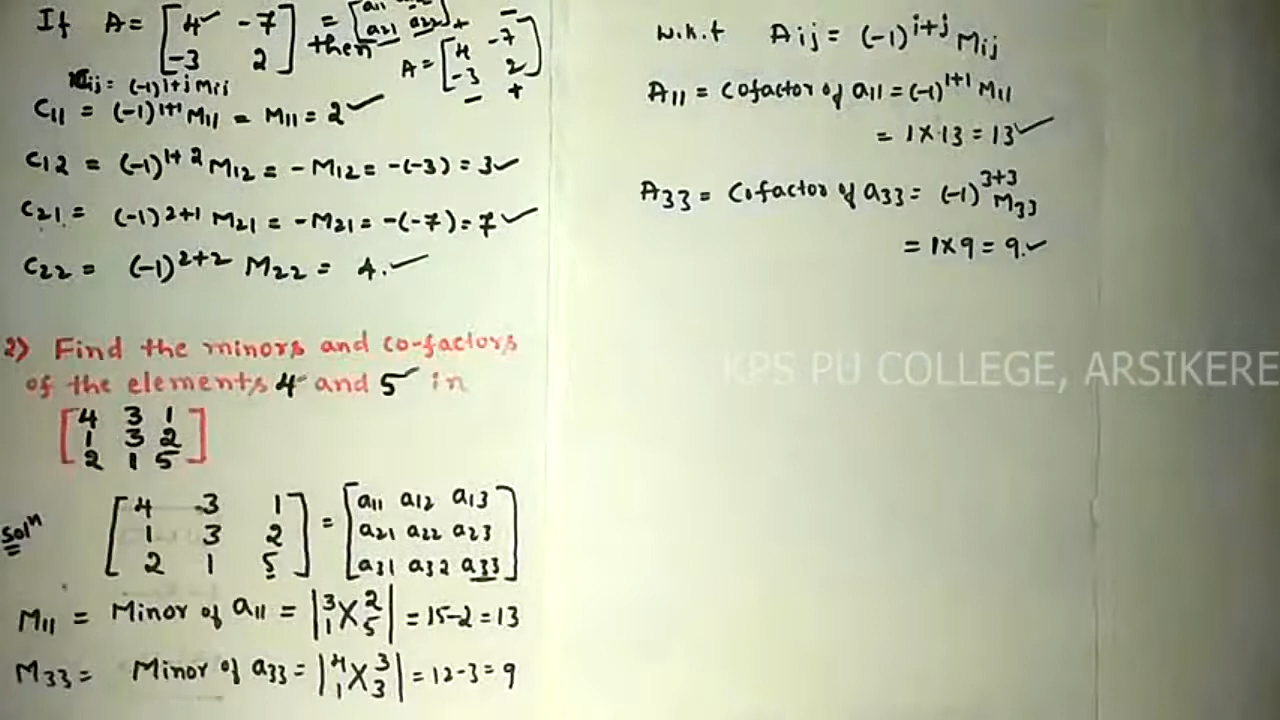 If A = [4 -7 = [a11
-3 2] then a21 a22] + -
A = [4 -7
-3 2]
- +
Cij = (-1)i+j Mij
C11 = (-1)1+1 M11 = M11 = 2 ✓
C12 = (-1)1+2 M12 = -M12 = -(-3) = 3 ✓
C21 = (-1)2+1 M21 = -M21 = -(-7) = 7 ✓
C22 = (-1)2+2 M22 = 4. ✓
2) Find the minors and co-factors
of the elements 4 and 5 in
[4 3 1
1 3 2
2 1 5]
Soln [4 3 1 = [a11 a12 a13
1 3 2 a21 a22 a23
2 1 5] a31 a32 a33]
M11 = Minor of a11 = |3 2 1 5| = 15-2 = 13
M33 = Minor of a33 = |4 3 1 3| = 12-3 = 9
W.k.t Aij = (-1)i+j Mij
A11 = Cofactor of a11 = (-1)1+1 M11
= 1 x 13 = 13 ✓
A33 = Cofactor of a33 = (-1)3+3 M33
= 1 x 9 = 9. ✓
KPS PU COLLEGE, ARSIKERE